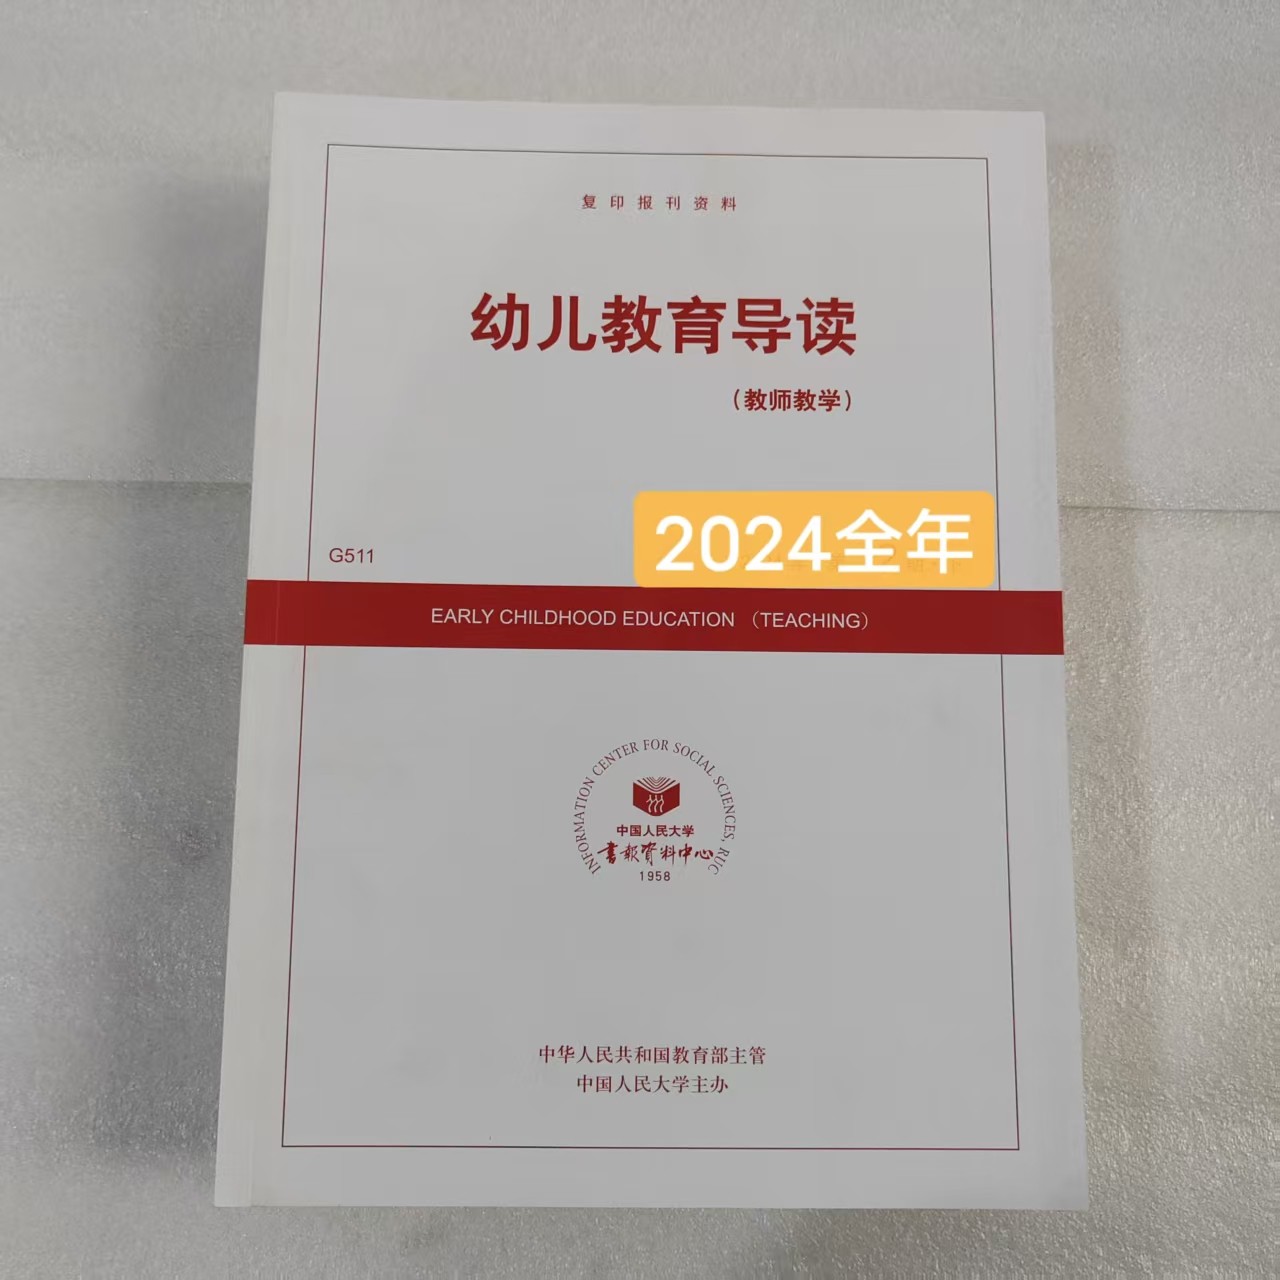 复印报刊资料
幼儿教育导读
（教师教学）
2024全年
G511
EARLY CHILDHOOD EDUCATION （TEACHING）
INFORMATION CENTER FOR SOCIAL SCIENCES, RUC
中国人民大学
書報資料中心
1958
中华人民共和国教育部主管
中国人民大学主办